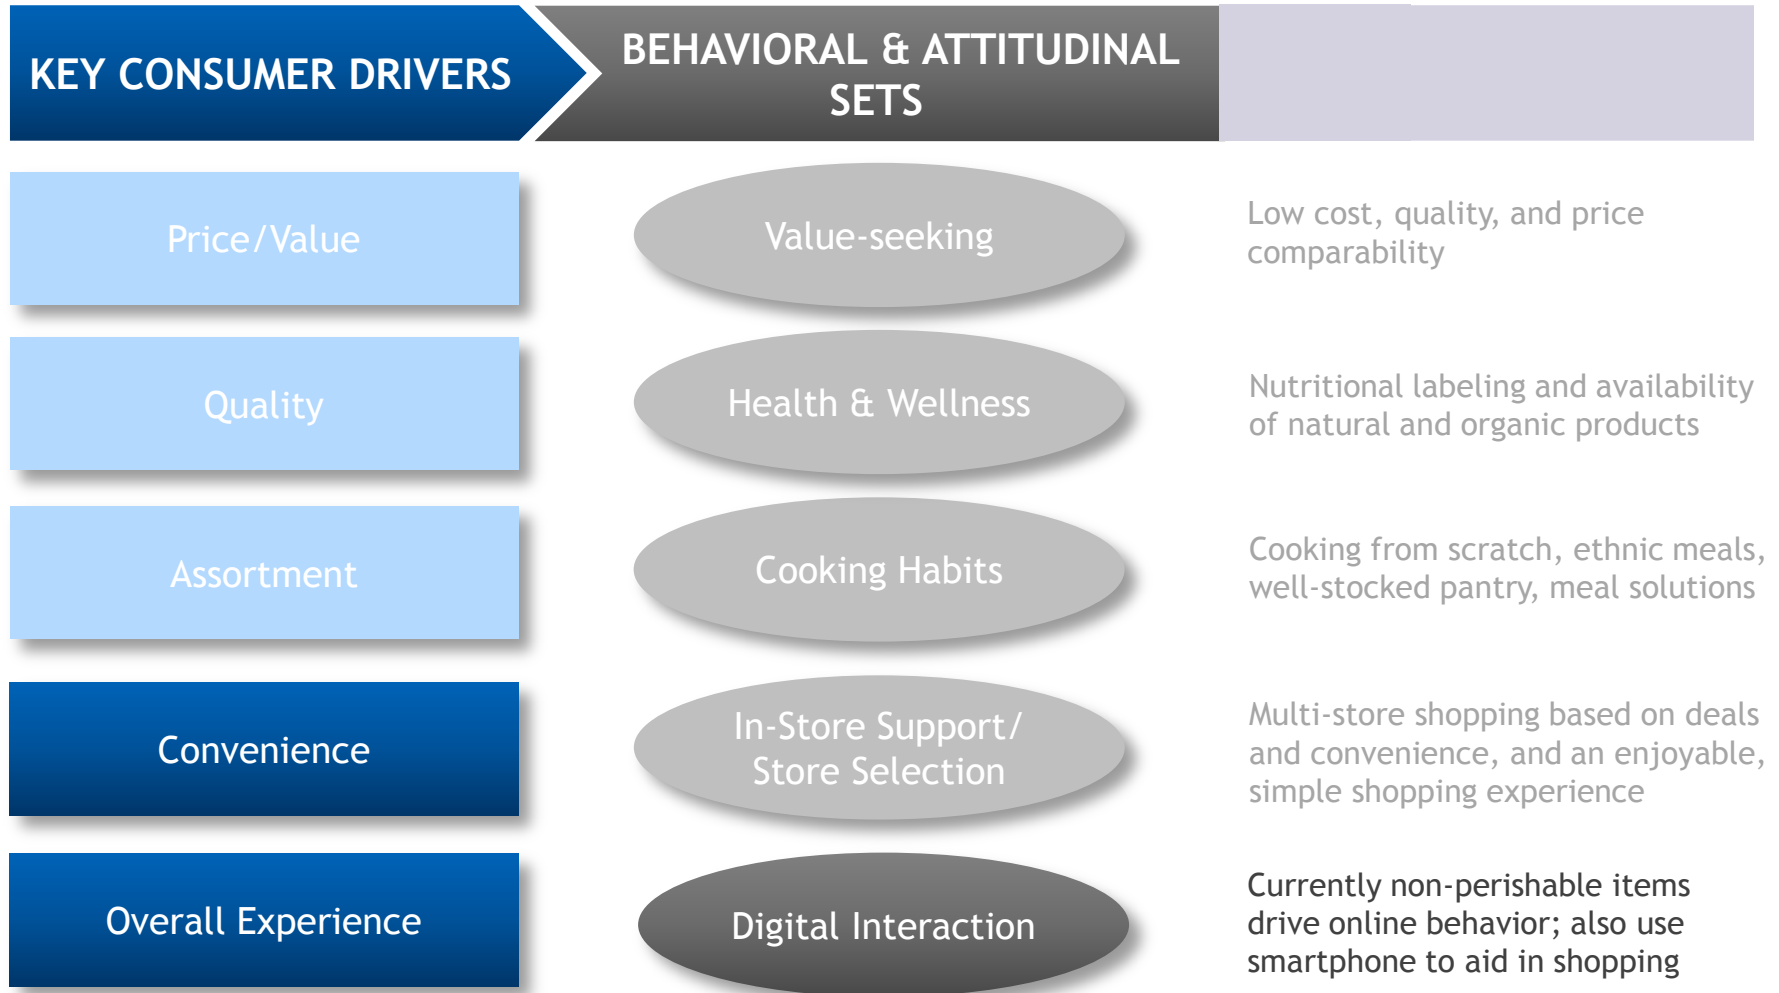 KEY CONSUMER DRIVERS
BEHAVIORAL & ATTITUDINAL
SETS
Price/Value
Value-seeking
Low cost, quality, and price
comparability
Quality
Health & Wellness
Nutritional labeling and availability
of natural and organic products
Assortment
Cooking Habits
Cooking from scratch, ethnic meals,
well-stocked pantry, meal solutions
Convenience
In-Store Support/
Store Selection
Multi-store shopping based on deals
and convenience, and an enjoyable,
simple shopping experience
Overall Experience
Digital Interaction
Currently non-perishable items
drive online behavior; also use
smartphone to aid in shopping